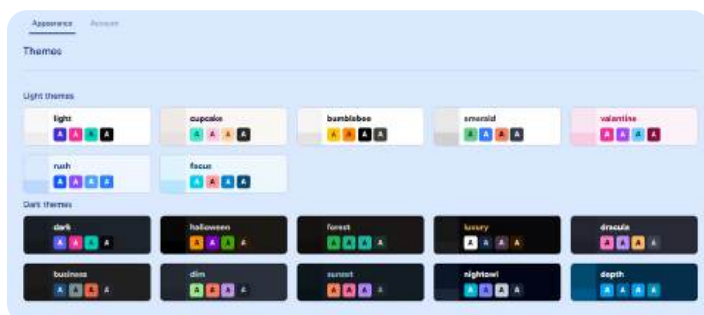 Appearance Account
Themes
Light themes
light cupcake bumblebee emerald valentine
A A A A A A A A A A A A A A A A A A A A
rush focus
A A A A A A A A
Dark themes
dark halloween forest luxury dracula
A A A A A A A A A A A A A A A A A A A A
business dim sunset nightowl depth
A A A A A A A A A A A A A A A A A A A A